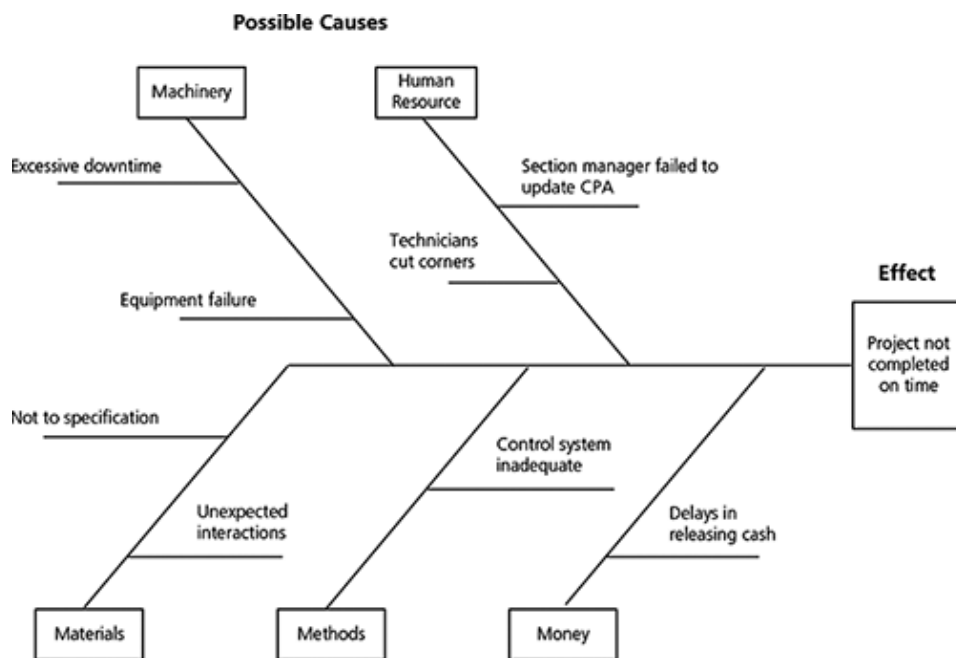 Possible Causes
Machinery
Human
Resource
Excessive downtime
Section manager failed to
update CPA
Technicians
cut corners
Effect
Equipment failure
Project not
completed
on time
Not to specification
Control system
inadequate
Unexpected
interactions
Delays in
releasing cash
Materials
Methods
Money